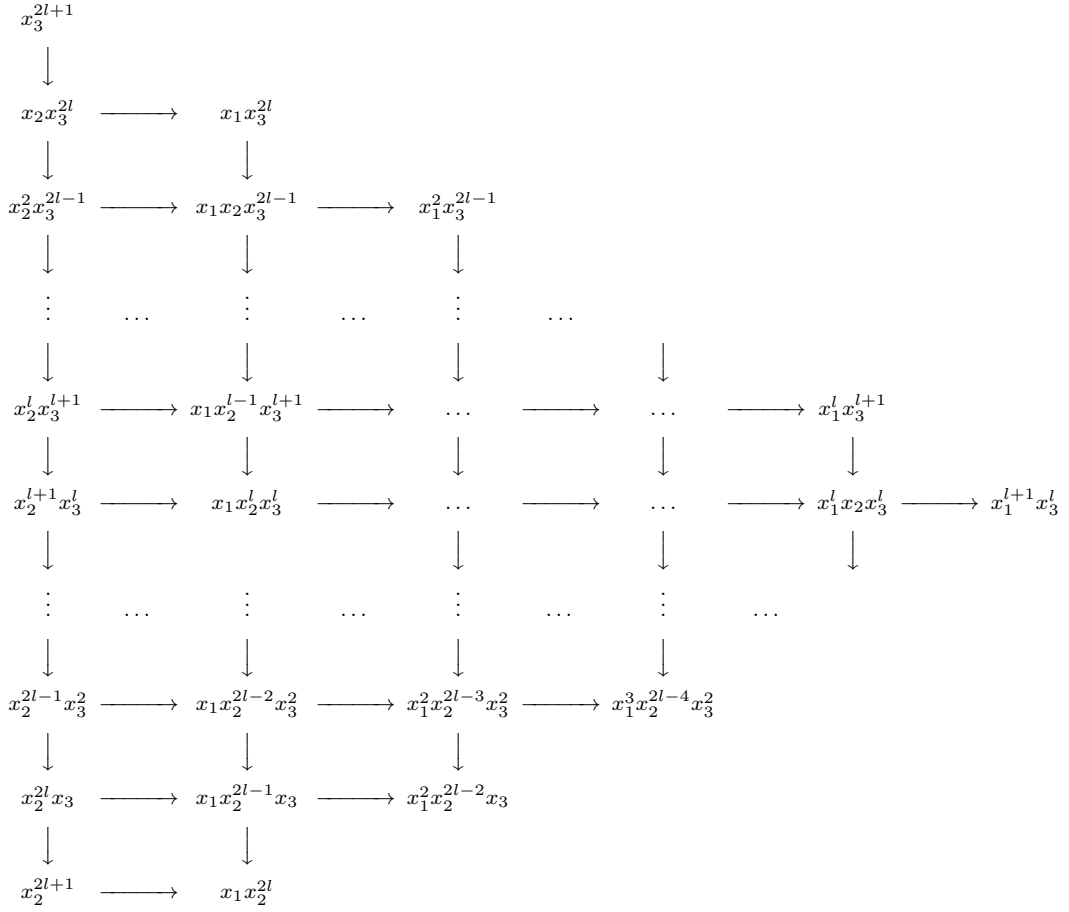 x_3^{2l+1}
x_2x_3^{2l} ⟶ x_1x_3^{2l}
x_2^2x_3^{2l-1} ⟶ x_1x_2x_3^{2l-1} ⟶ x_1^2x_3^{2l-1}
⋮ … ⋮ … ⋮ …
x_2^lx_3^{l+1} ⟶ x_1x_2^{l-1}x_3^{l+1} ⟶ … ⟶ … ⟶ x_1^lx_3^{l+1}
x_2^{l+1}x_3^l ⟶ x_1x_2^lx_3^l ⟶ … ⟶ … ⟶ x_1^lx_2x_3^l ⟶ x_1^{l+1}x_3^l
⋮ … ⋮ … ⋮ … ⋮ …
x_2^{2l-1}x_3^2 ⟶ x_1x_2^{2l-2}x_3^2 ⟶ x_1^2x_2^{2l-3}x_3^2 ⟶ x_1^3x_2^{2l-4}x_3^2
x_2^{2l}x_3 ⟶ x_1x_2^{2l-1}x_3 ⟶ x_1^2x_2^{2l-2}x_3
x_2^{2l+1} ⟶ x_1x_2^{2l}